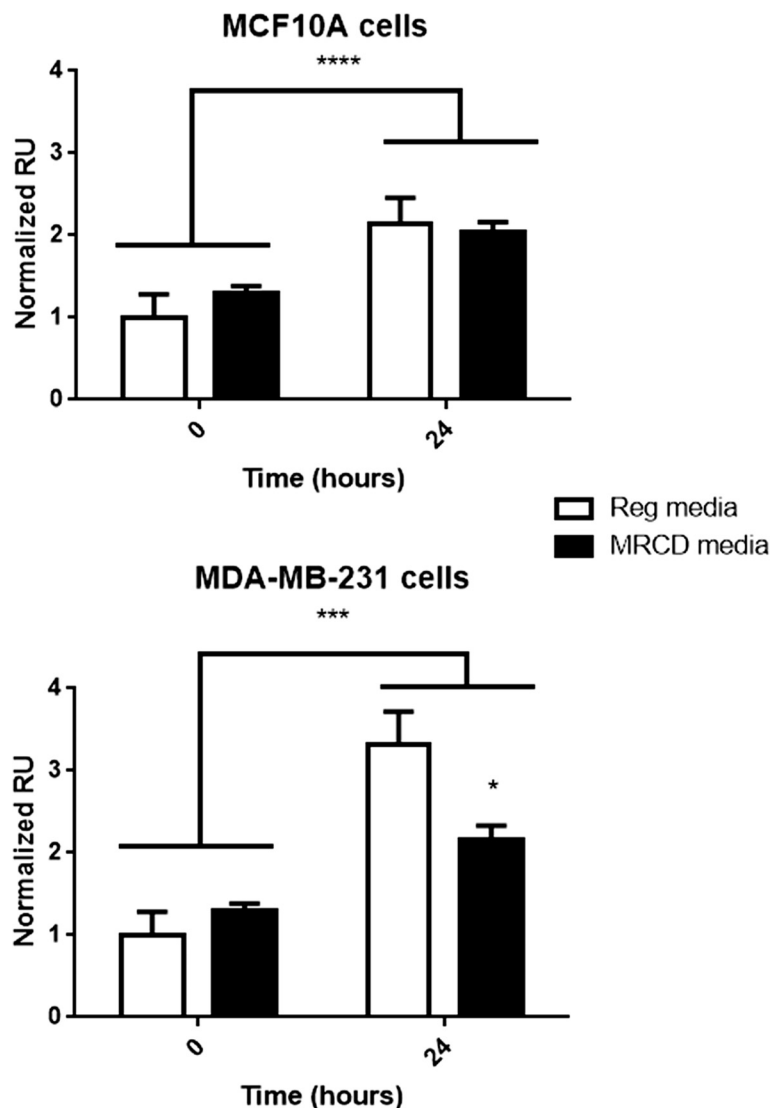 MCF10A cells
****
4
3
2
1
0
Normalized RU
0
24
Time (hours)
Reg media
MRCD media
MDA-MB-231 cells
***
4
3
2
1
0
Normalized RU
*
0
24
Time (hours)